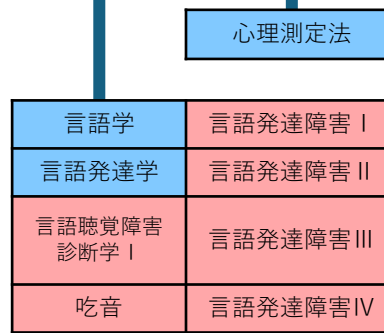 心理測定法
言語学
言語発達障害Ⅰ
言語発達学
言語発達障害Ⅱ
言語聴覚障害
診断学Ⅰ
言語発達障害Ⅲ
吃音
言語発達障害Ⅳ